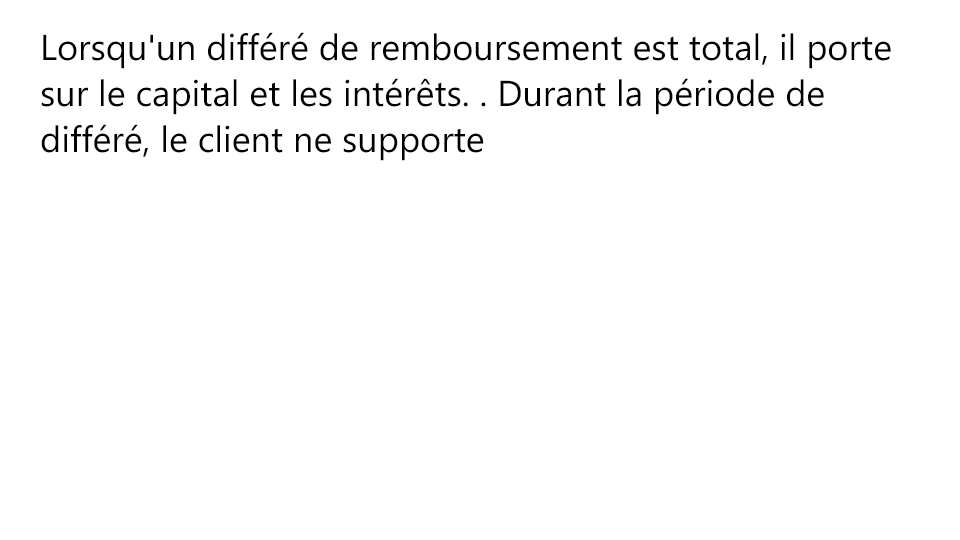 Lorsqu'un différé de remboursement est total, il porte
sur le capital et les intérêts. . Durant la période de
différé, le client ne supporte